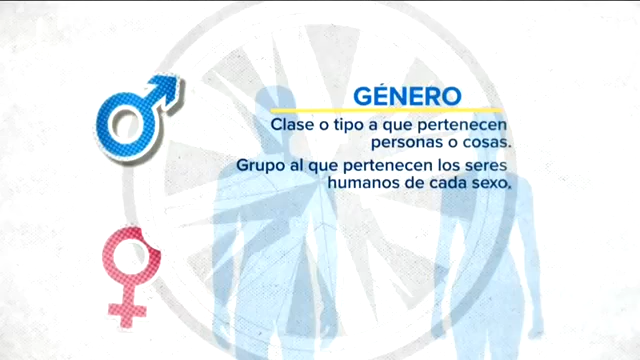 GÉNERO
Clase o tipo a que pertenecen
personas o cosas.
Grupo al que pertenecen los seres
humanos de cada sexo.